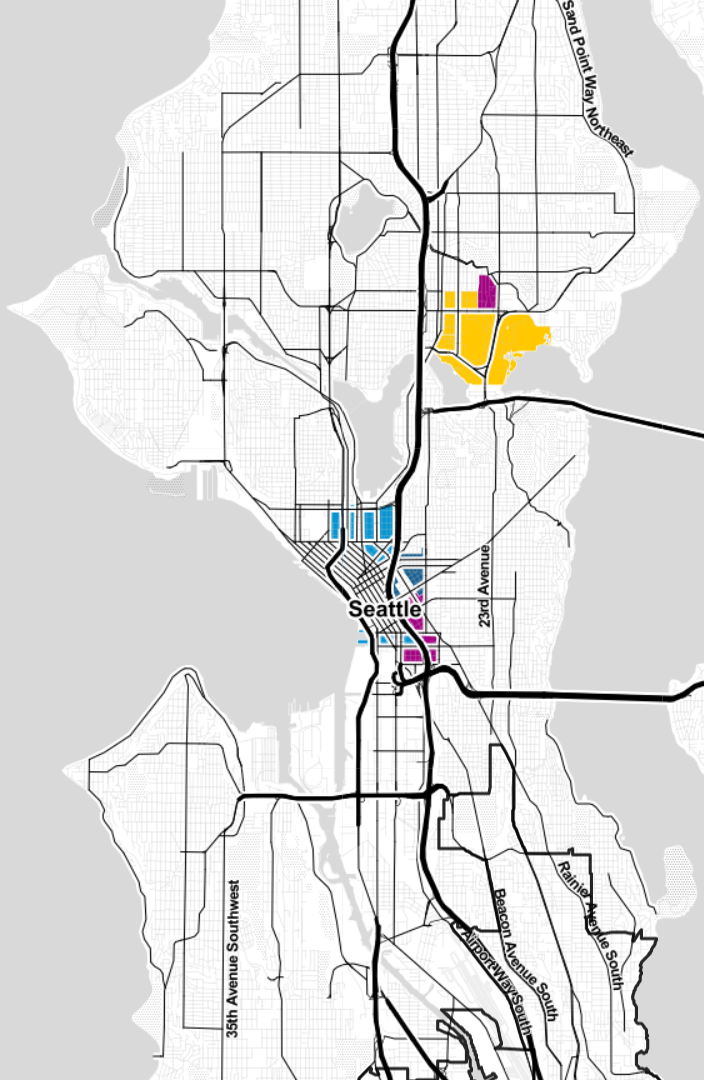 Sand Point Way Northeast
Seattle
23rd Avenue
35th Avenue Southwest
Beacon Avenue South
Rainier Avenue South
Airport Way South